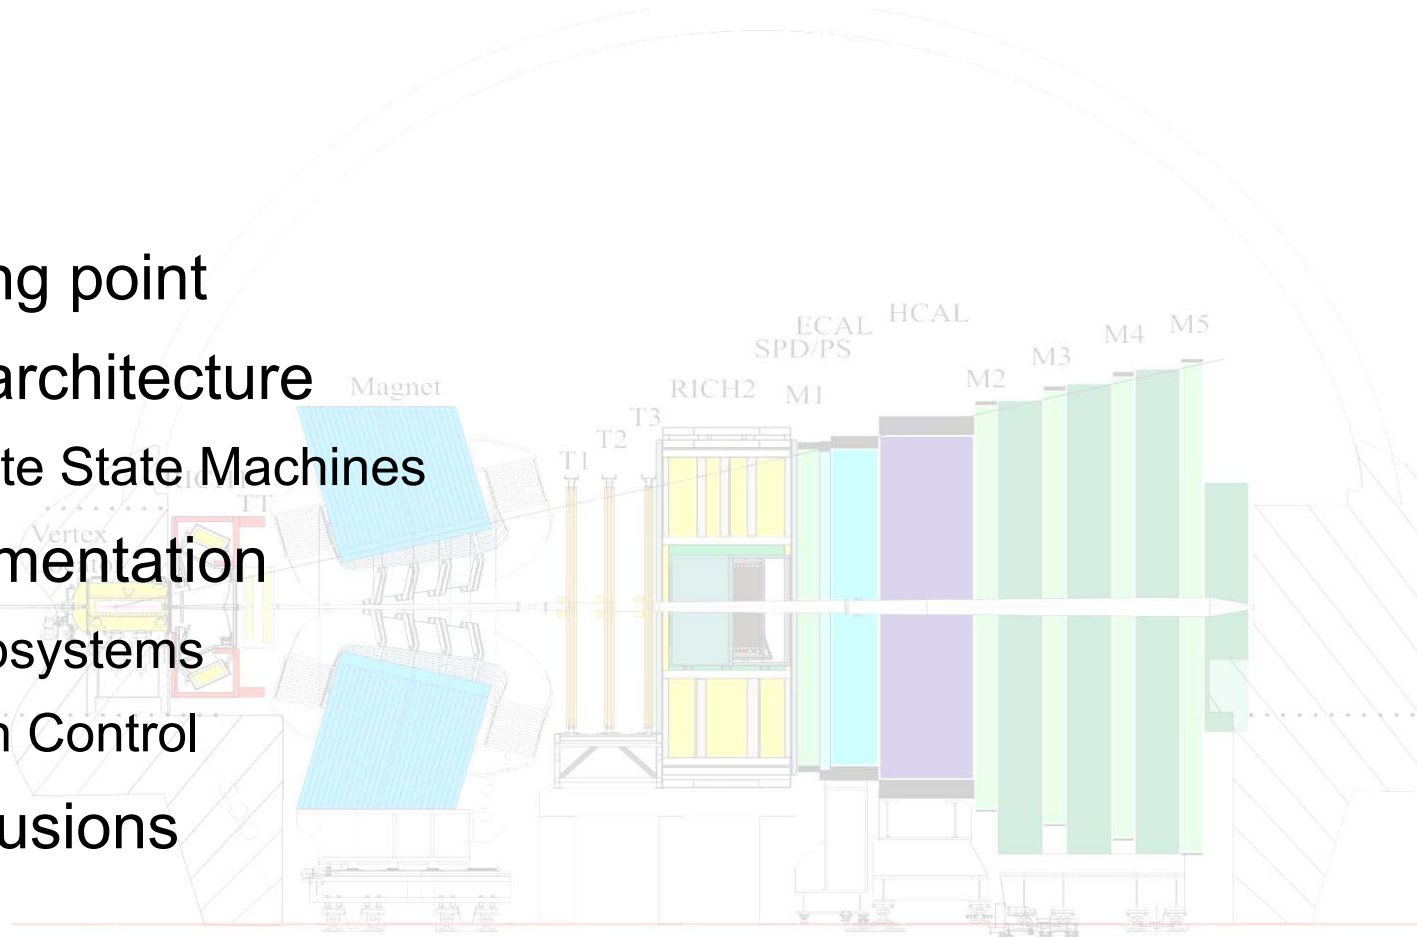 ng point
architecture
te State Machines
mentation
osystems
n Control
usions
Vertex
RICH1
TT
Magnet
T1
T2
T3
RICH2
SPD/PS
ECAL
HCAL
M1
M2
M3
M4
M5